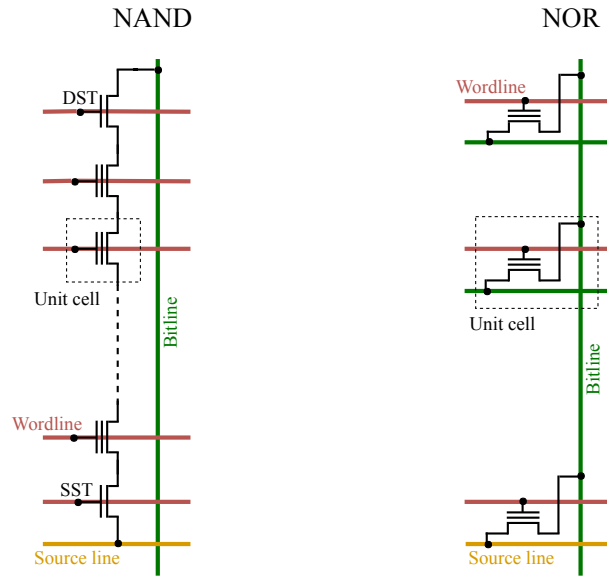 NAND
DST
Unit cell
Bitline
Wordline
SST
Source line
NOR
Wordline
Unit cell
Bitline
Source line